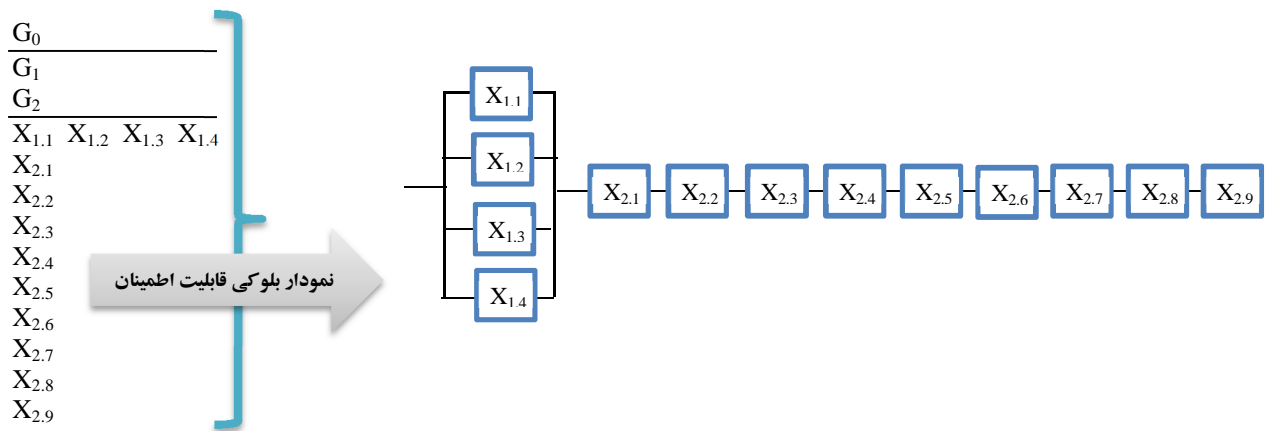 G₀
G₁
G₂
X₁.₁ X₁.₂ X₁.₃ X₁.₄
X₂.₁
X₂.₂
X₂.₃
X₂.₄
X₂.₅
X₂.₆
X₂.₇
X₂.₈
X₂.₉
نمودار بلوکی قابلیت اطمینان
X₁.₁
X₁.₂
X₁.₃
X₁.₄
X₂.₁ X₂.₂ X₂.₃ X₂.₄ X₂.₅ X₂.₆ X₂.₇ X₂.₈ X₂.₉